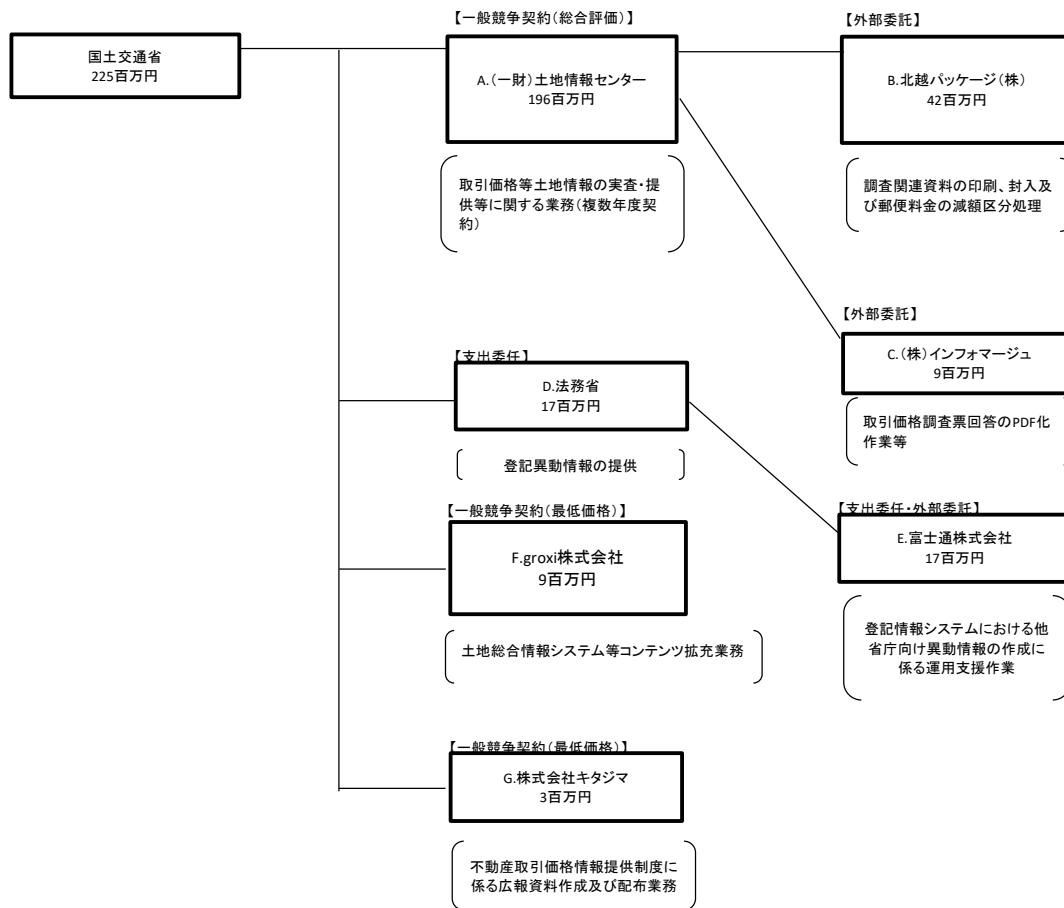 【一般競争契約(総合評価)】
【外部委託】
国土交通省
225百万円
A.(一財)土地情報センター
196百万円
B.北越パッケージ(株)
42百万円
取引価格等土地情報の実査・提
供等に関する業務(複数年度契
約)
調査関連資料の印刷、封入及
び郵便料金の減額区分処理
【外部委託】
C.(株)インフォマージュ
9百万円
取引価格調査票回答のPDF化
作業等
【支出委任】
D.法務省
17百万円
登記異動情報の提供
【支出委任・外部委託】
E.富士通株式会社
17百万円
登記情報システムにおける他
省庁向け異動情報の作成に
係る運用支援作業
【一般競争契約(最低価格)】
F.groxi株式会社
9百万円
土地総合情報システム等コンテンツ拡充業務
【一般競争契約(最低価格)】
G.株式会社キタジマ
3百万円
不動産取引価格情報提供制度に
係る広報資料作成及び配布業務